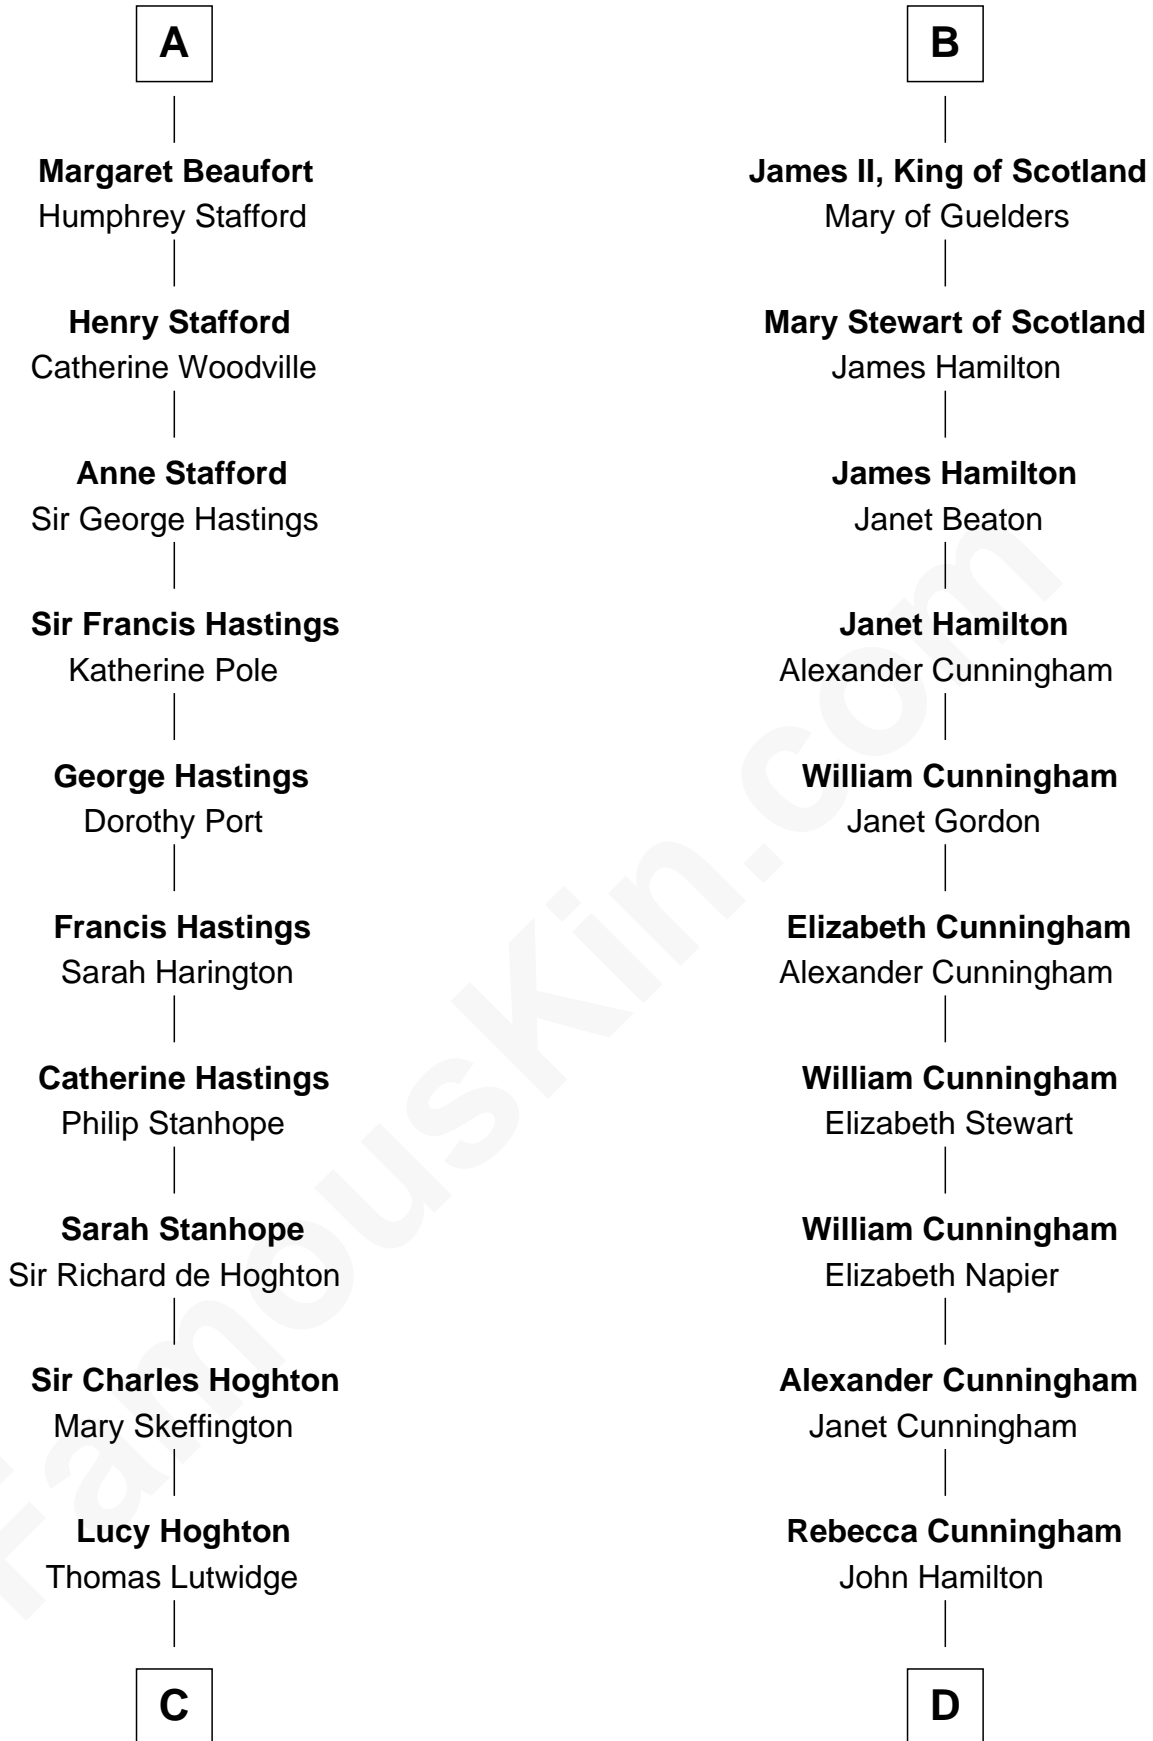 A
Margaret Beaufort
Humphrey Stafford
Henry Stafford
Catherine Woodville
Anne Stafford
Sir George Hastings
Sir Francis Hastings
Katherine Pole
George Hastings
Dorothy Port
Francis Hastings
Sarah Harington
Catherine Hastings
Philip Stanhope
Sarah Stanhope
Sir Richard de Hoghton
Sir Charles Hoghton
Mary Skeffington
Lucy Hoghton
Thomas Lutwidge
C
B
James II, King of Scotland
Mary of Guelders
Mary Stewart of Scotland
James Hamilton
James Hamilton
Janet Beaton
Janet Hamilton
Alexander Cunningham
William Cunningham
Janet Gordon
Elizabeth Cunningham
Alexander Cunningham
William Cunningham
Elizabeth Stewart
William Cunningham
Elizabeth Napier
Alexander Cunningham
Janet Cunningham
Rebecca Cunningham
John Hamilton
D
FamousKin.com